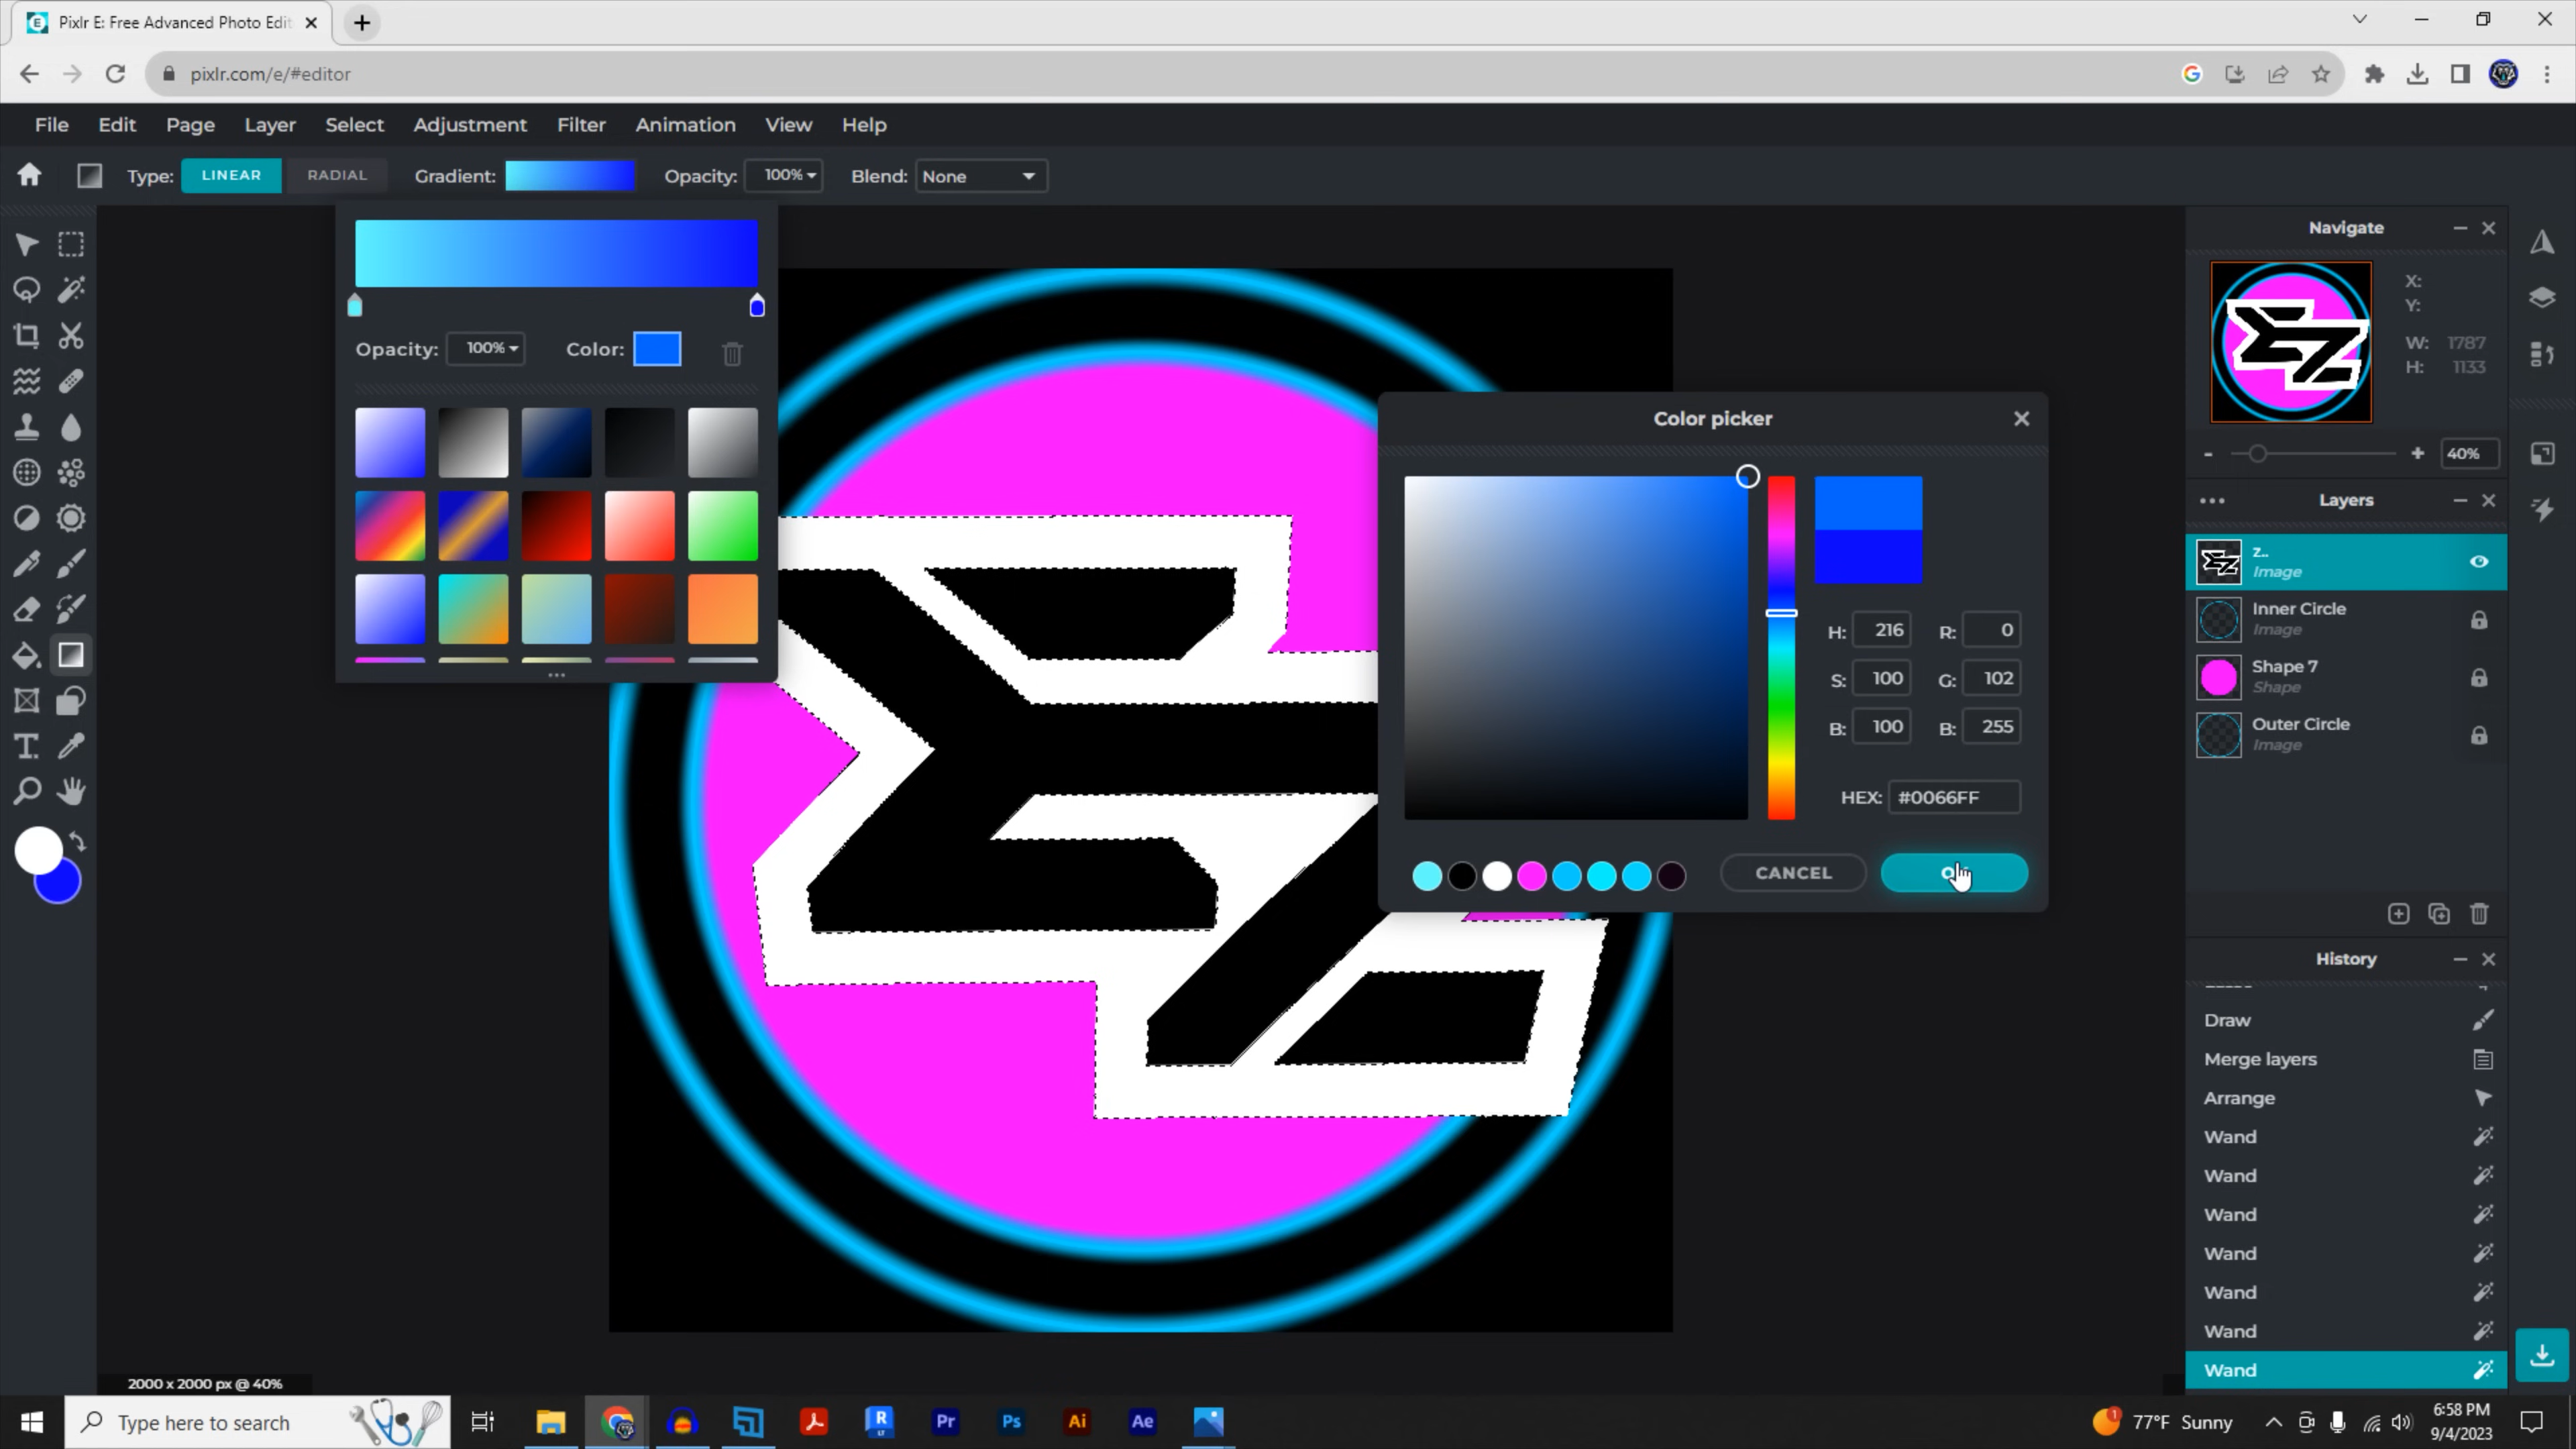 Pixlr E: Free Advanced Photo Edit
pixlr.com/e/#editor
File Edit Page Layer Select Adjustment Filter Animation View Help
Type: LINEAR RADIAL Gradient: Opacity: 100% Blend: None
Opacity: 100% Color:
Color picker
H: 216 R: 0
S: 100 G: 102
B: 100 B: 255
HEX: #0066FF
CANCEL
Navigate
X:
Y:
W: 1787
H: 1133
- + 40%
Layers
Z..
Image
Inner Circle
Image
Shape 7
Shape
Outer Circle
Image
History
Draw
Merge layers
Arrange
Wand
Wand
Wand
Wand
Wand
Wand
Wand
EZ
2000 x 2000 px @ 40%
Type here to search
R
LT
Pr
Ps
Ai
Ae
1
77°F Sunny
6:58 PM
9/4/2023